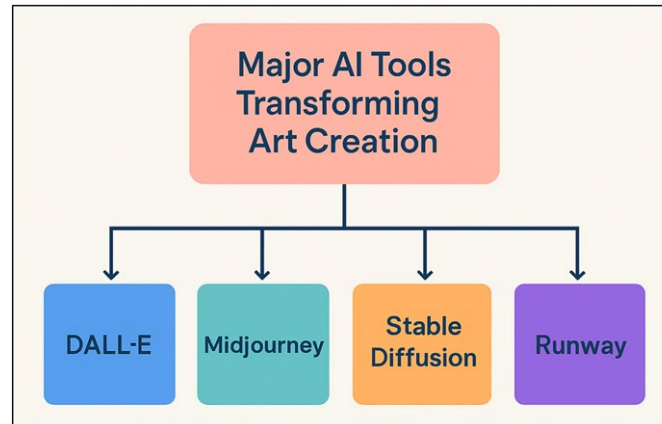 Major AI Tools
Transforming
Art Creation
DALL-E
Midjourney
Stable
Diffusion
Runway